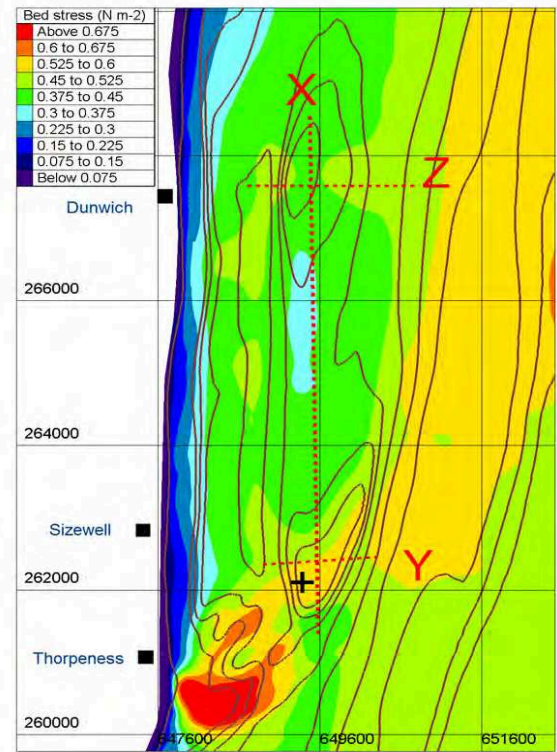 Bed stress (N m-2)
Above 0.675
0.6 to 0.675
0.525 to 0.6
0.45 to 0.525
0.375 to 0.45
0.3 to 0.375
0.225 to 0.3
0.15 to 0.225
0.075 to 0.15
Below 0.075
X
Z
Dunwich
266000
264000
Sizewell
Y
262000
Thorpeness
260000
647600
649600
651600